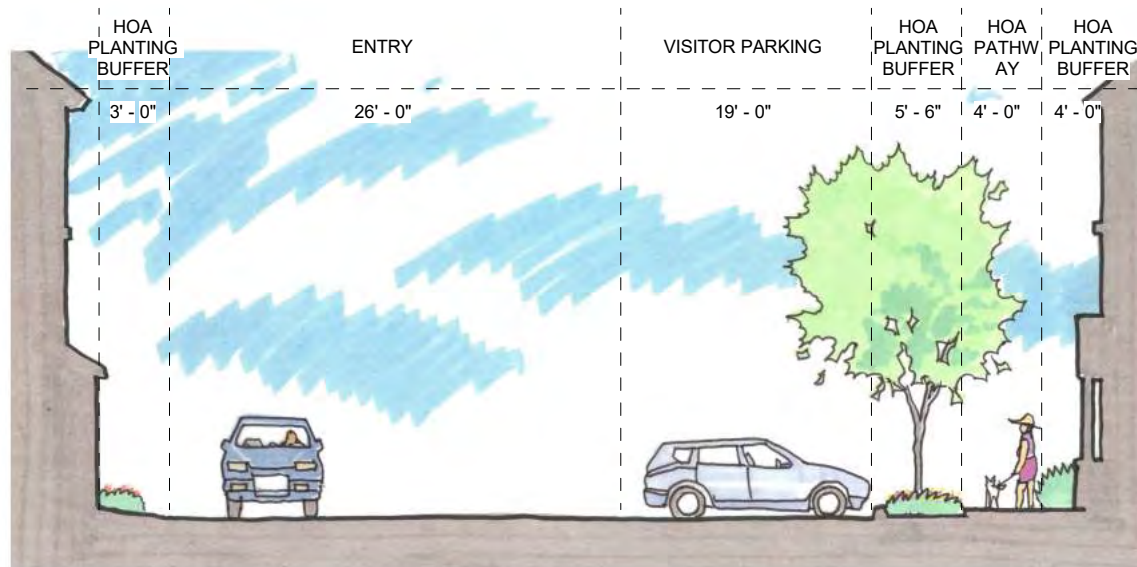 HOA
PLANTING
BUFFER
ENTRY
VISITOR PARKING
HOA
PLANTING
BUFFER
HOA
PATHW
AY
HOA
PLANTING
BUFFER
3' - 0"
26' - 0"
19' - 0"
5' - 6"
4' - 0"
4' - 0"